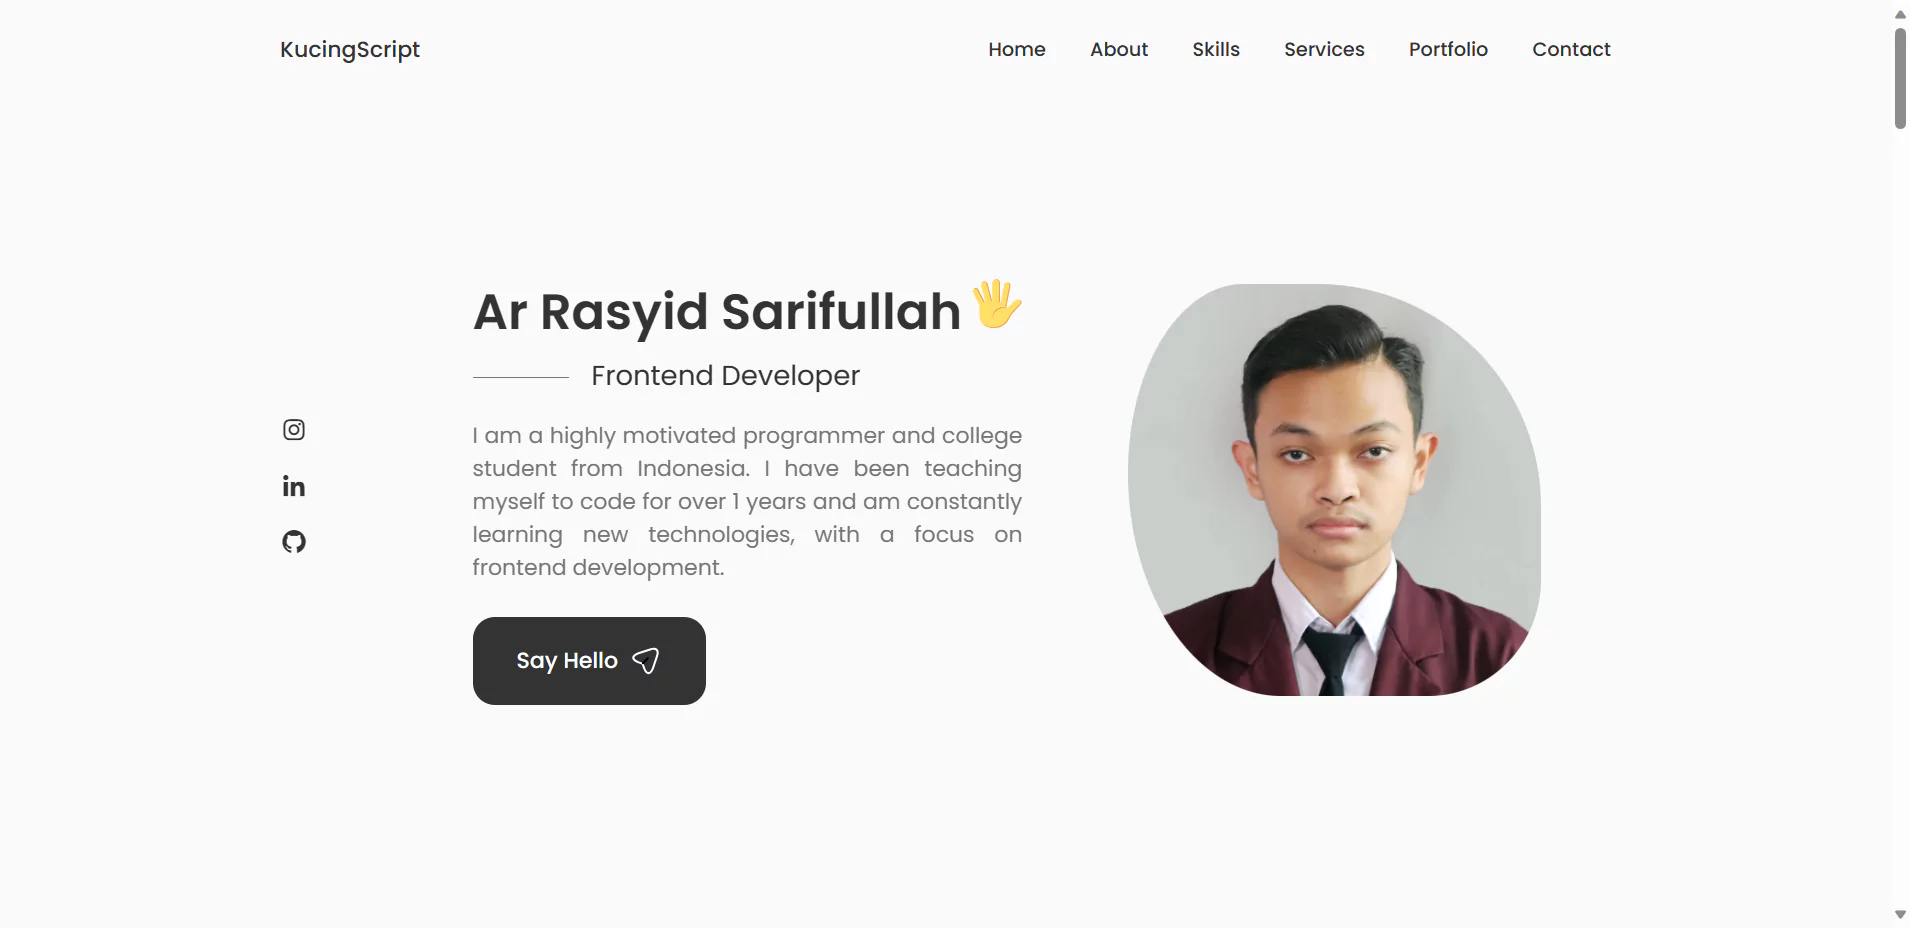 KucingScript
Home About Skills Services Portfolio Contact
Ar Rasyid Sarifullah
Frontend Developer
I am a highly motivated programmer and college
student from Indonesia. I have been teaching
myself to code for over 1 years and am constantly
learning new technologies, with a focus on
frontend development.
Say Hello